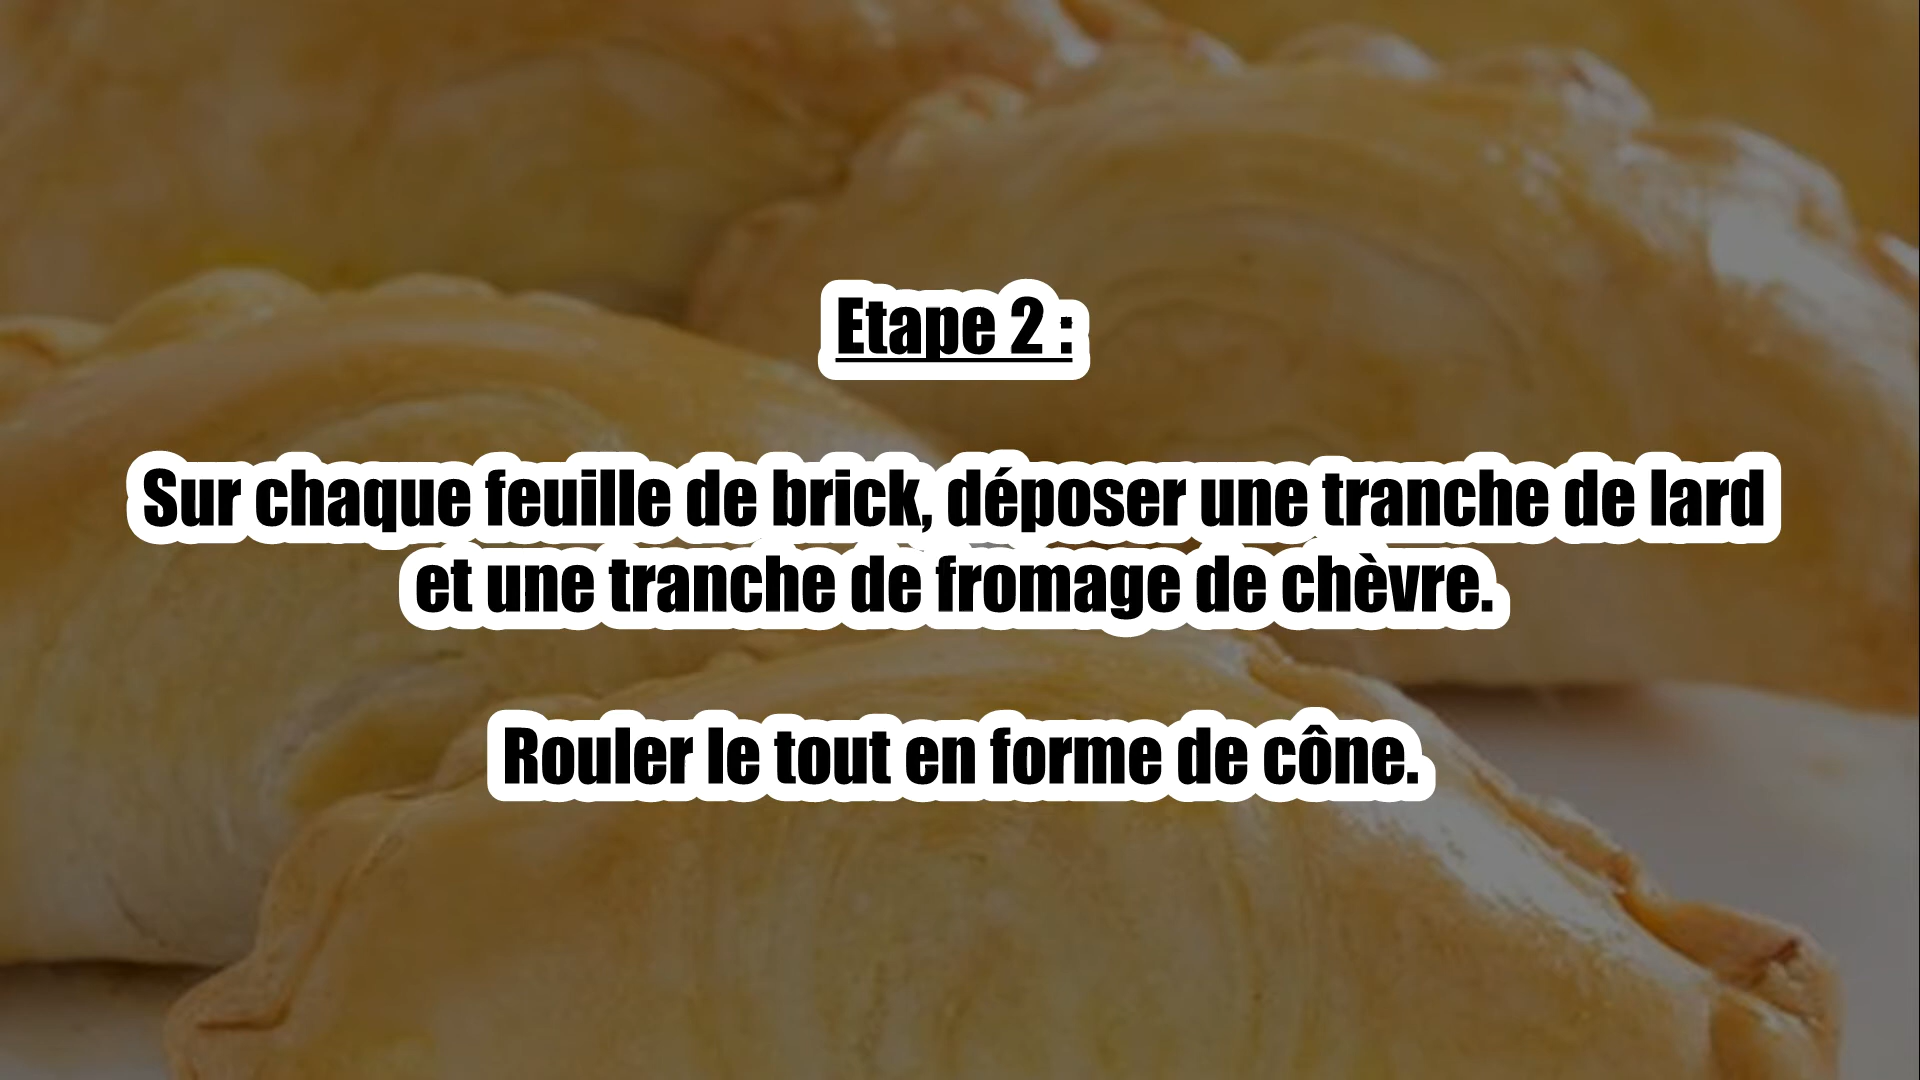 Etape 2 :
Sur chaque feuille de brick, déposer une tranche de lard
et une tranche de fromage de chèvre.
Rouler le tout en forme de cône.